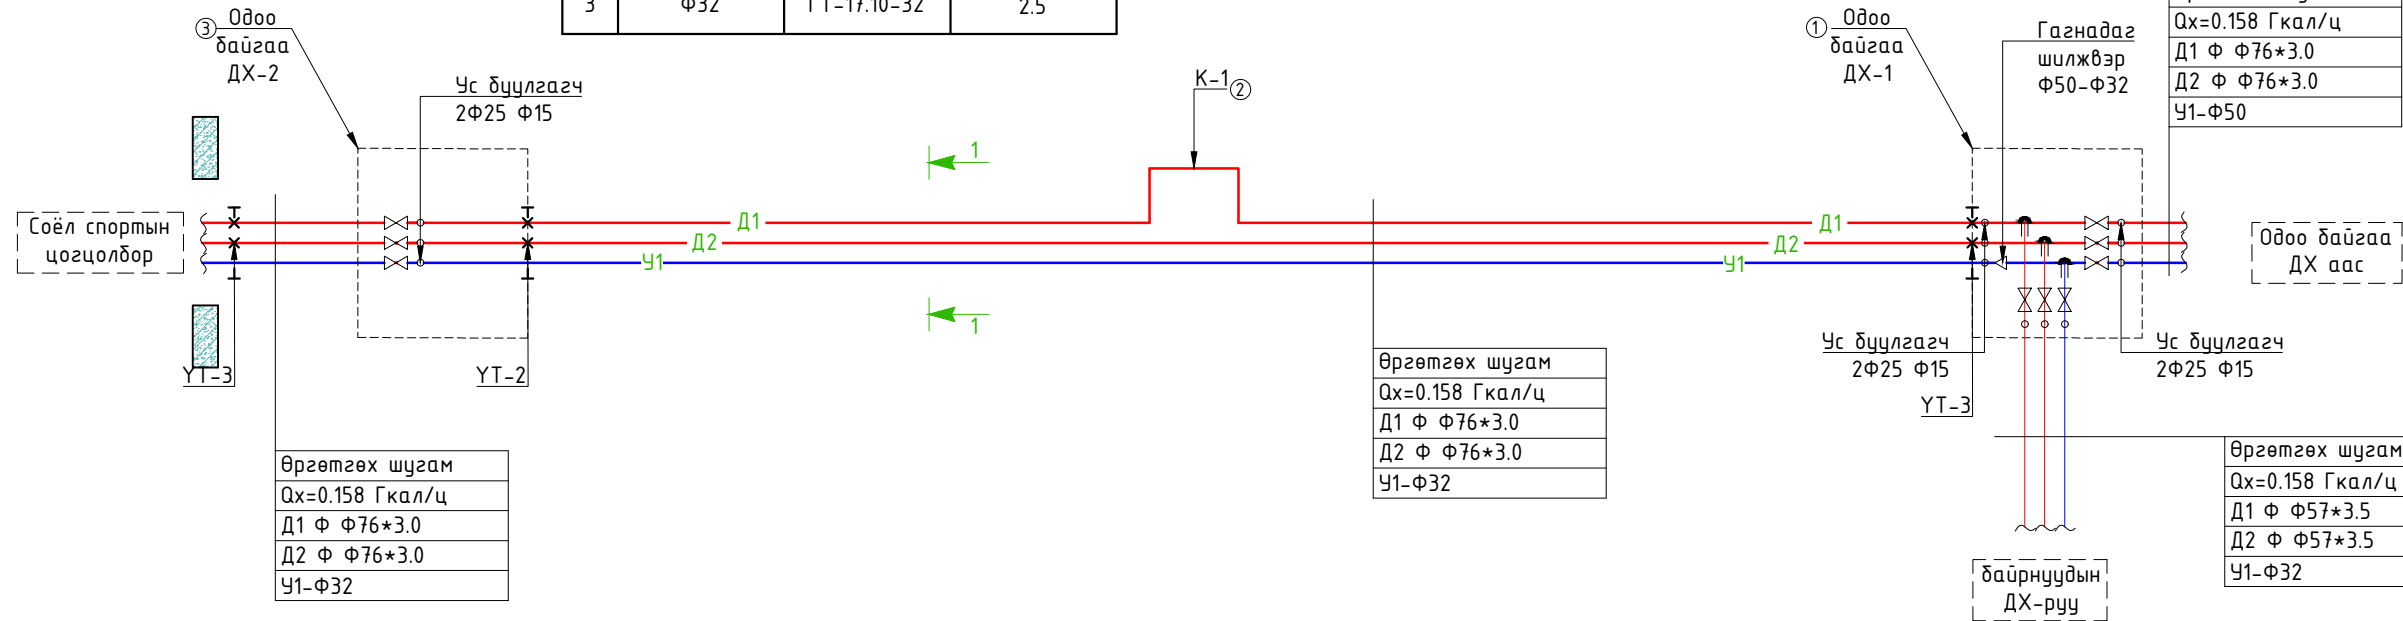 3 Ф32 ГТ-17.10-32 2.5
③ Одоо
байгаа
ДХ-2
Ус буулгагч
2Ф25 Ф15
К-1 ②
① Одоо
байгаа
ДХ-1
Гагнадаг
шилжвэр
Ф50-Ф32
Qх=0.158 Гкал/ц
Д1 Ф Ф76*3.0
Д2 Ф Ф76*3.0
У1-Ф50
1
Соёл спортын
цогцолбор
Д1
Д2
У1
Д1
Д2
У1
Одоо байгаа
ДХ аас
1
ҮТ-3
ҮТ-2
Өргөтгөх шугам
Qх=0.158 Гкал/ц
Д1 Ф Ф76*3.0
Д2 Ф Ф76*3.0
У1-Ф32
Ус буулгагч
2Ф25 Ф15
ҮТ-3
Ус буулгагч
2Ф25 Ф15
Өргөтгөх шугам
Qх=0.158 Гкал/ц
Д1 Ф Ф76*3.0
Д2 Ф Ф76*3.0
У1-Ф32
Өргөтгөх шугам
Qх=0.158 Гкал/ц
Д1 Ф Ф57*3.5
Д2 Ф Ф57*3.5
У1-Ф32
байрнуудын
ДХ-руу